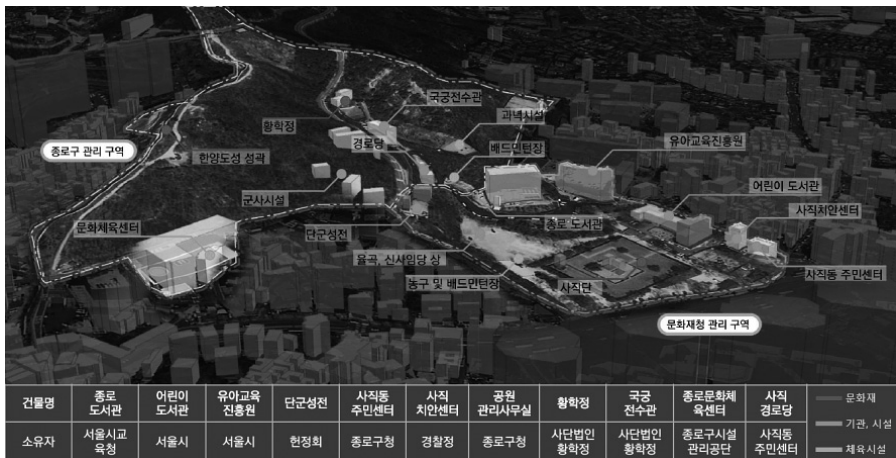 국궁전수관
황학정
과녁시설
경로당
종로구 관리 구역
유아교육진흥원
배드민턴장
한양도성 성곽
어린이 도서관
군사시설
사직치안센터
문화체육센터
종로 도서관
단군성전
율곡, 신사임당 상
사직동 주민센터
농구 및 배드민턴장
사직단
문화재청 관리 구역
건물명 종로 도서관 어린이 도서관 유아교육 진흥원 단군성전 사직동 주민센터 사직 치안센터 공원 관리사무실 황학정 국궁 전수관 종로문화체육센터 사직 경로당
소유자 서울시교육청 서울시 서울시 현정회 종로구청 경찰청 종로구청 사단법인 황학정 사단법인 황학정 종로구시설 관리공단 사직동 주민센터
문화재
기관, 시설
체육시설